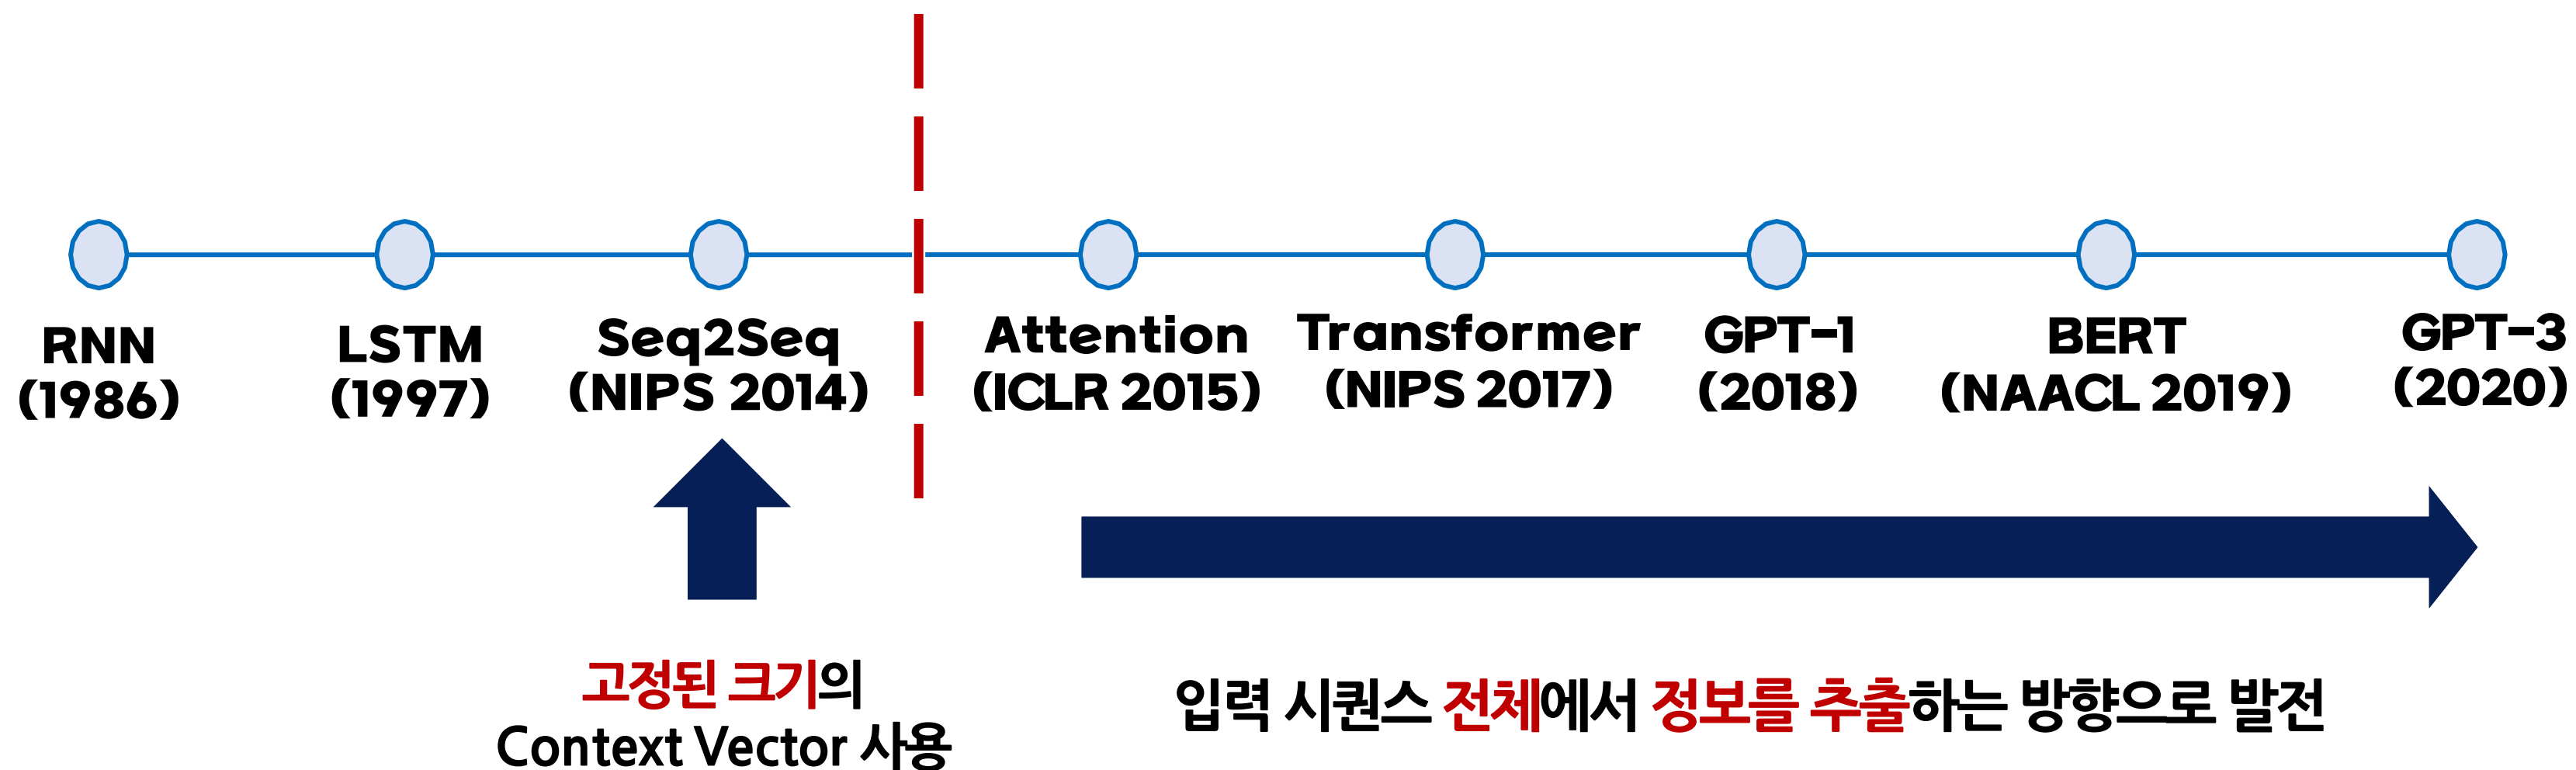 RNN
(1986)
LSTM
(1997)
Seq2Seq
(NIPS 2014)
Attention
(ICLR 2015)
Transformer
(NIPS 2017)
GPT-1
(2018)
BERT
(NAACL 2019)
GPT-3
(2020)
고정된 크기의
Context Vector 사용
입력 시퀀스 전체에서 정보를 추출하는 방향으로 발전